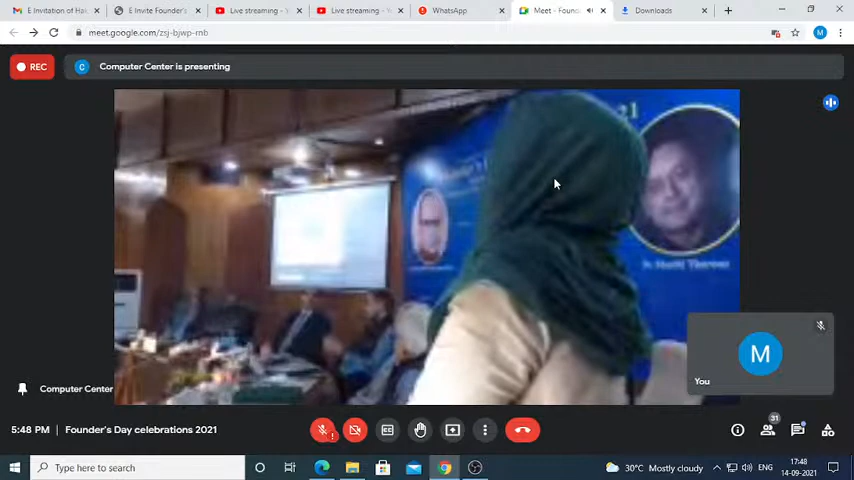 E Invitation of Hak
E Invite Founder's
Live streaming - Y
Live streaming - Y
WhatsApp
Meet - Found
Downloads
meet.google.com/zsj-bjwp-rnb
M
REC
C
Computer Center is presenting
21
Dr. Shashi Tharoor
M
You
Computer Center
5:48 PM
Founder's Day celebrations 2021
31
Type here to search
30°C Mostly cloudy
ENG
17:48
14-09-2021